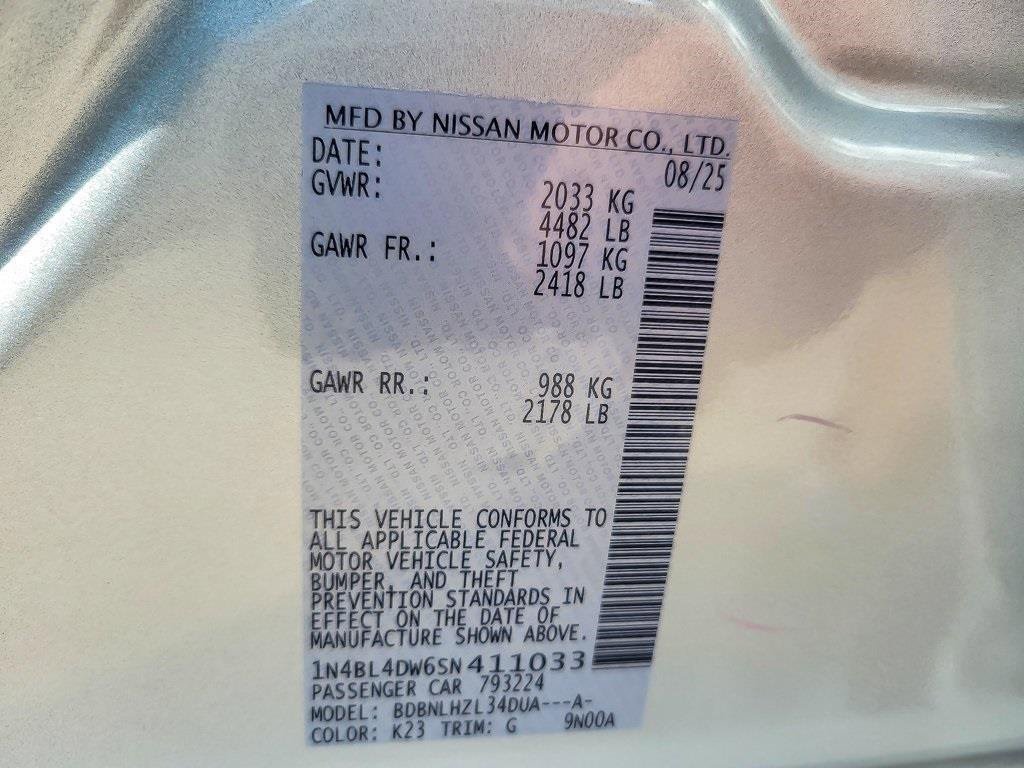 MFD BY NISSAN MOTOR CO., LTD.
DATE: 08/25
GVWR: 2033 KG
4482 LB
GAWR FR.: 1097 KG
2418 LB
GAWR RR.: 988 KG
2178 LB
THIS VEHICLE CONFORMS TO
ALL APPLICABLE FEDERAL
MOTOR VEHICLE SAFETY,
BUMPER, AND THEFT
PREVENTION STANDARDS IN
EFFECT ON THE DATE OF
MANUFACTURE SHOWN ABOVE.
1N4BL4DW6SN411033
PASSENGER CAR 793224
MODEL: BDBNLHZL34DUA---A-
COLOR: K23 TRIM: G 9N00A